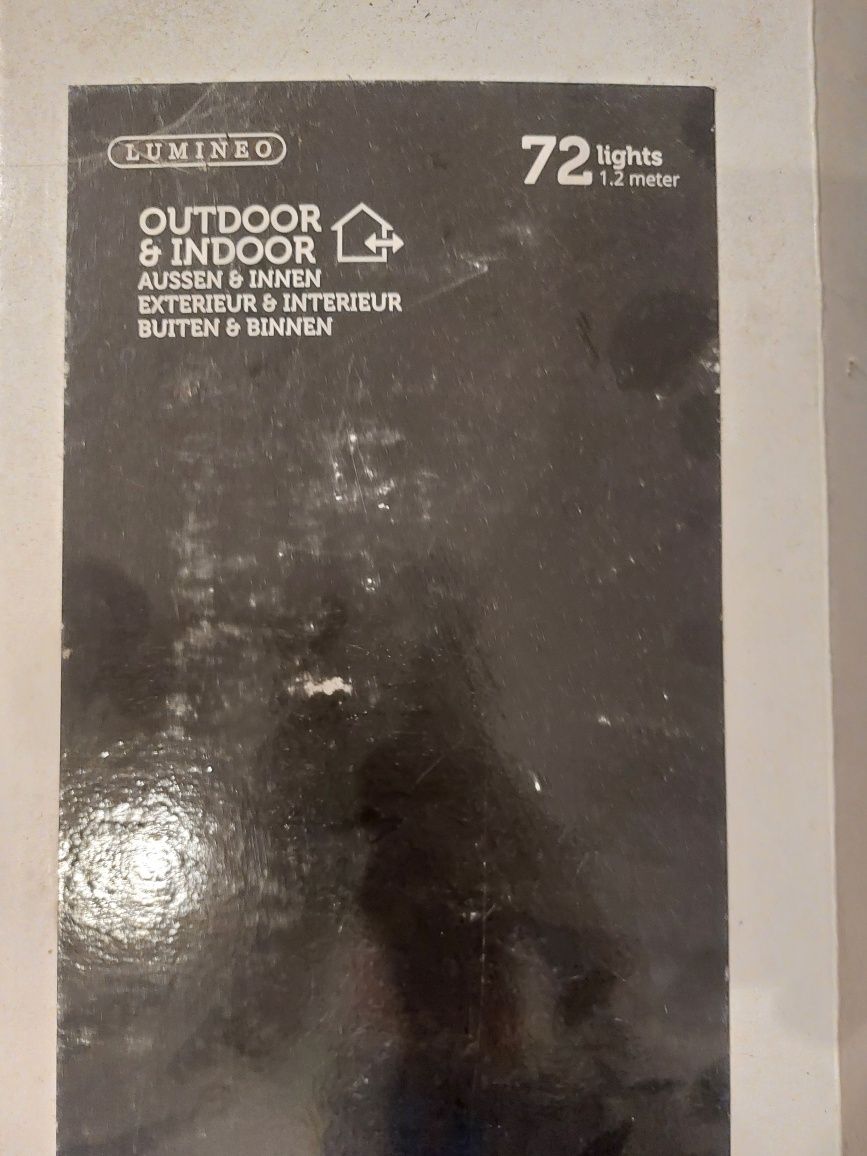 LUMINEO
72 lights
1.2 meter
OUTDOOR
& INDOOR
AUSSEN & INNEN
EXTERIEUR & INTERIEUR
BUITEN & BINNEN